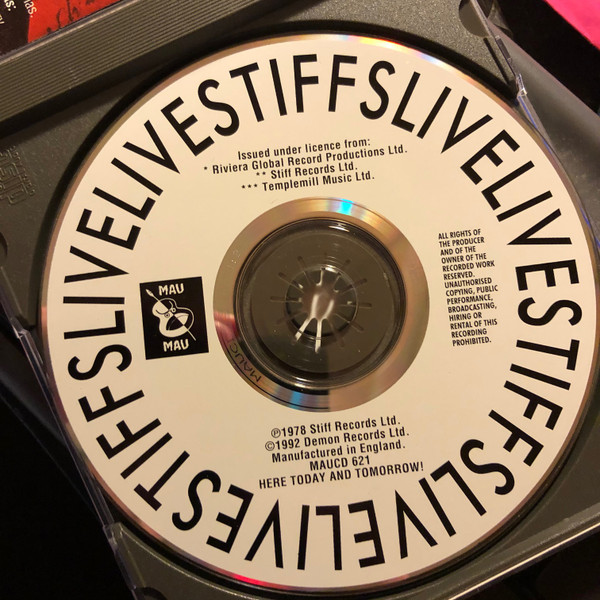 LIVESTIFFSLIVELIVESTIFFSLIVELIVESTIFFSLIVE
Issued under licence from:
* Riviera Global Record Productions Ltd.
** Stiff Records Ltd.
*** Templemill Music Ltd.
ALL RIGHTS OF
THE PRODUCER
AND OF THE
OWNER OF THE
RECORDED WORK
RESERVED.
UNAUTHORISED
COPYING, PUBLIC
PERFORMANCE,
BROADCASTING,
HIRING OR
RENTAL OF THIS
RECORDING
PROHIBITED.
MAU
MAU
℗1978 Stiff Records Ltd.
©1992 Demon Records Ltd.
Manufactured in England.
MAUCD 621
HERE TODAY AND TOMORROW!